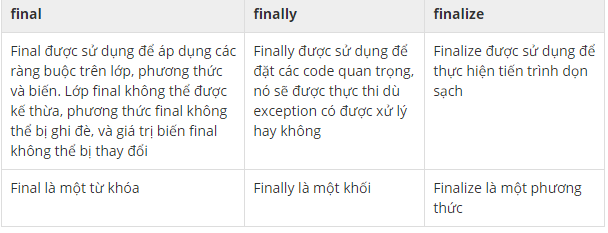 final
finally
finalize
Final được sử dụng để áp dụng các
ràng buộc trên lớp, phương thức
và biến. Lớp final không thể được
kế thừa, phương thức final không
thể bị ghi đè, và giá trị biến final
không thể bị thay đổi
Finally được sử dụng để
đặt các code quan trọng,
nó sẽ được thực thi dù
exception có được xử lý
hay không
Finalize được sử dụng để
thực hiện tiến trình dọn
sạch
Final là một từ khóa
Finally là một khối
Finalize là một phương
thức